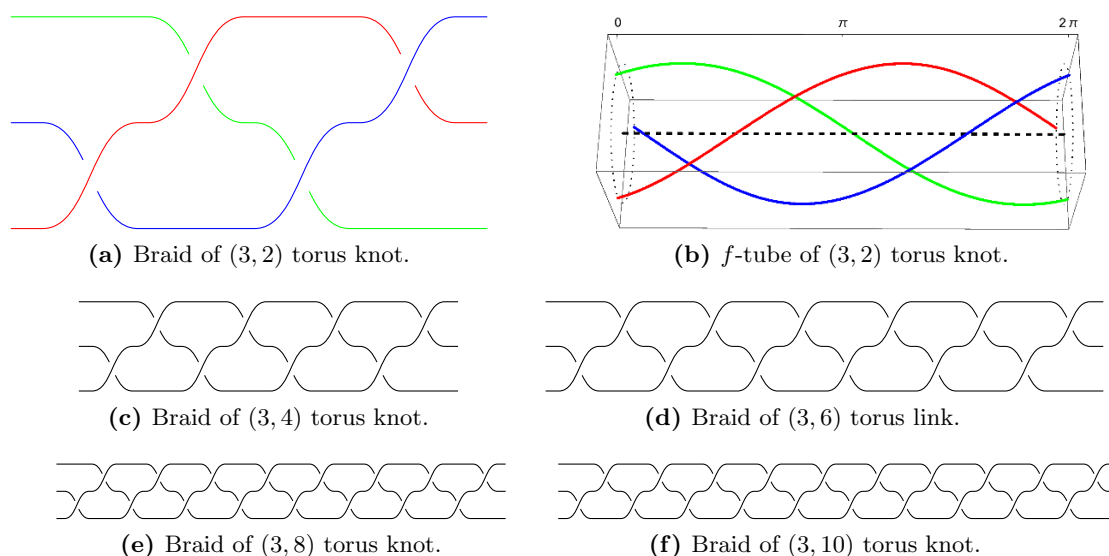 0 π 2 π
(a) Braid of (3, 2) torus knot.
(b) f-tube of (3, 2) torus knot.
(c) Braid of (3, 4) torus knot.
(d) Braid of (3, 6) torus link.
(e) Braid of (3, 8) torus knot.
(f) Braid of (3, 10) torus knot.